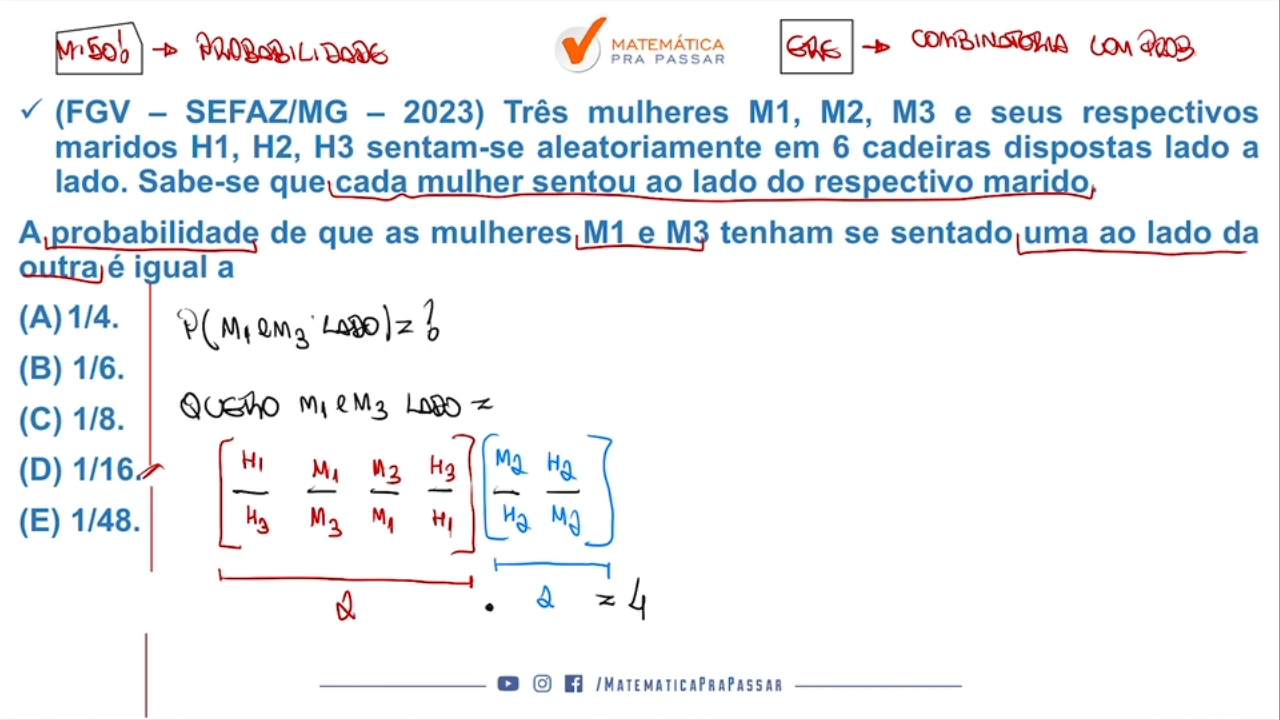 M.50% → PROBABILIDADE
MATEMÁTICA
PRA PASSAR
→ COMBINATÓRIA COM PROB
✓ (FGV – SEFAZ/MG – 2023) Três mulheres M1, M2, M3 e seus respectivos
maridos H1, H2, H3 sentam-se aleatoriamente em 6 cadeiras dispostas lado a
lado. Sabe-se que cada mulher sentou ao lado do respectivo marido.
A probabilidade de que as mulheres M1 e M3 tenham se sentado uma ao lado da
outra é igual a
(A) 1/4.
(B) 1/6.
(C) 1/8.
(D) 1/16.
(E) 1/48.
P(M1 e M3 LADO) = ?
QUERO M1 e M3 LADO =
H1 M1 M3 H3 M2 H2
H3 M3 M1 H1 H2 M2
2 . 2 = 4
/MATEMATICAPRAPASSAR